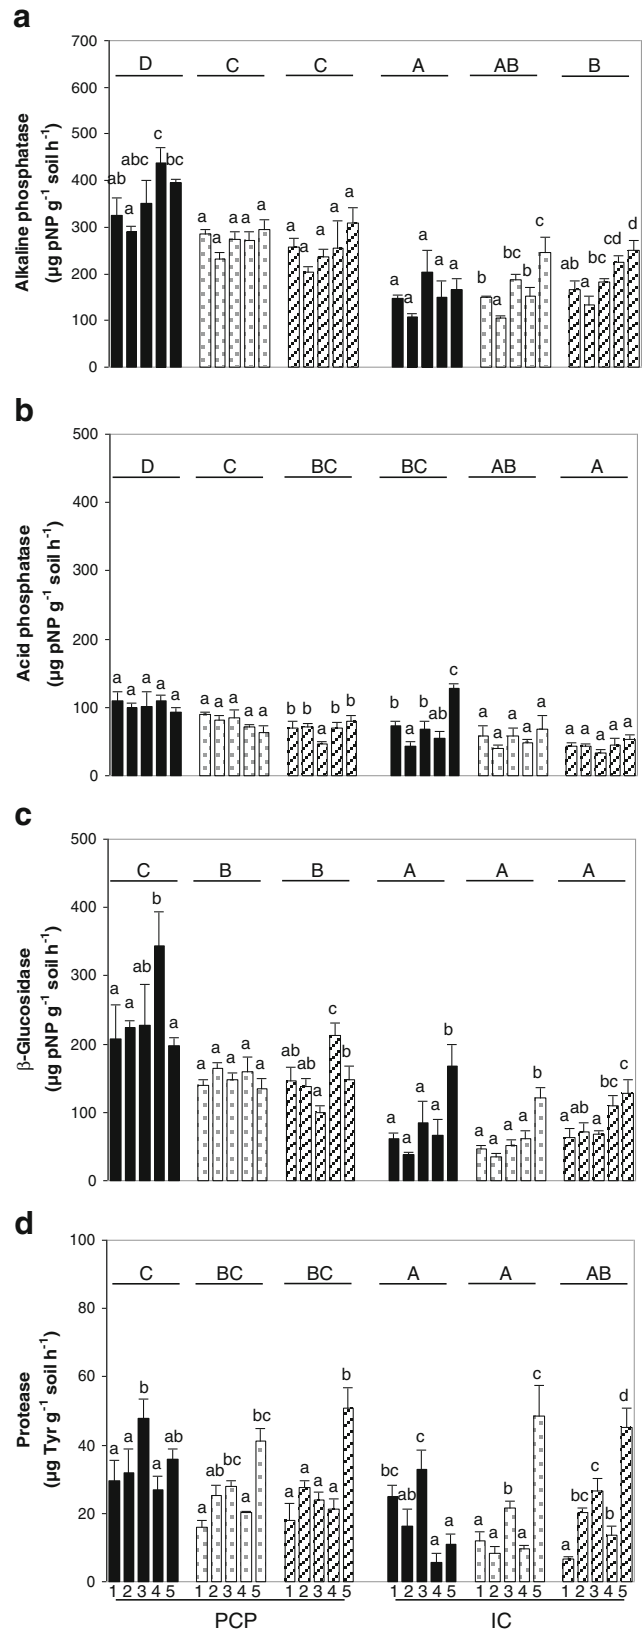 a
Alkaline phosphatase
(µg pNP g⁻¹ soil h⁻¹)
700
600
500
400
300
200
100
0
D C C A AB B
ab a abc c bc a a a a a a a a a a a a a a a b a bc b c ab a bc cd d
b
Acid phosphatase
(µg pNP g⁻¹ soil h⁻¹)
500
400
300
200
100
0
D C BC BC AB A
a a a a a a a a a a b b a b b b a b ab c a a a a a a a a a a
c
β-Glucosidase
(µg pNP g⁻¹ soil h⁻¹)
500
400
300
200
100
0
C B B A A A
a a ab b a a a a a a ab ab a c b a a a a b a a a a b a ab a bc c
d
Protease
(µg Tyr g⁻¹ soil h⁻¹)
100
80
60
40
20
0
C BC BC A A AB
a a b a ab a ab bc a bc a a a a b bc ab c a a a a b a c a bc c b d
1 2 3 4 5 1 2 3 4 5 1 2 3 4 5 1 2 3 4 5 1 2 3 4 5 1 2 3 4 5
PCP IC